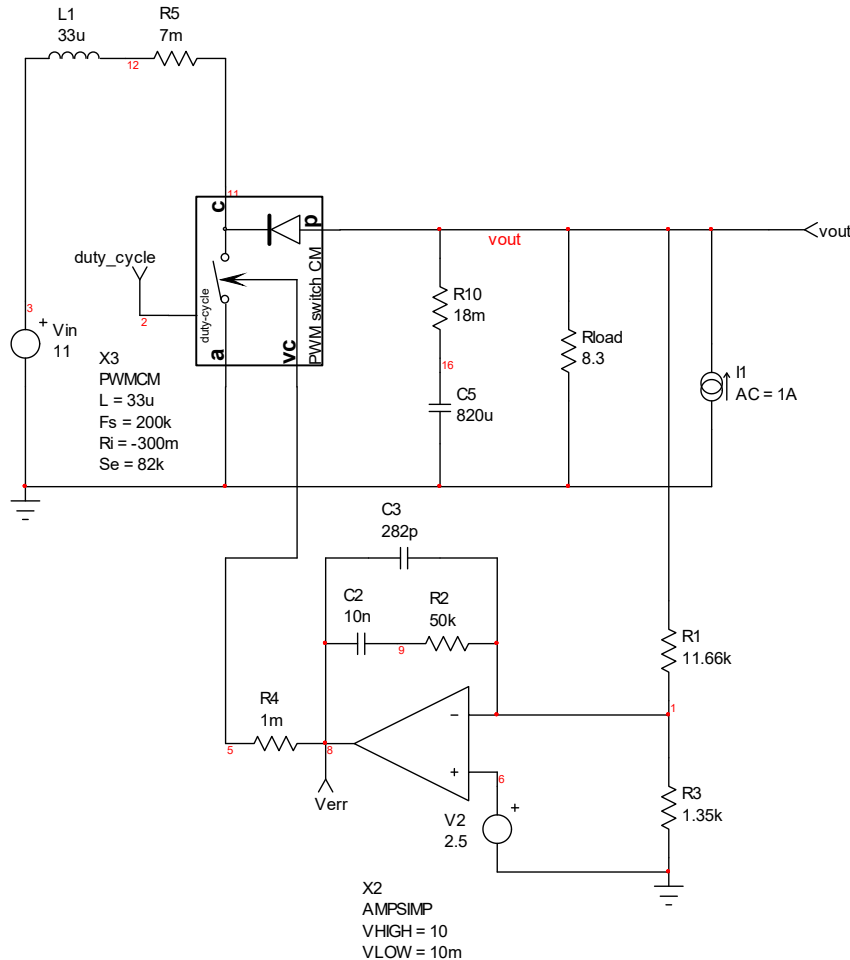 L1
33u
R5
7m
12
11
c
p
duty-cycle
PWM switch CM
a
vc
duty_cycle
2
3
Vin
11
+
X3
PWMCM
L = 33u
Fs = 200k
Ri = -300m
Se = 82k
vout
vout
R10
18m
16
C5
820u
Rload
8.3
I1
AC = 1A
C3
282p
C2
10n
9
R2
50k
R1
11.66k
1
R4
1m
5
8
Verr
−
+
6
V2
2.5
+
R3
1.35k
X2
AMPSIMP
VHIGH = 10
VLOW = 10m